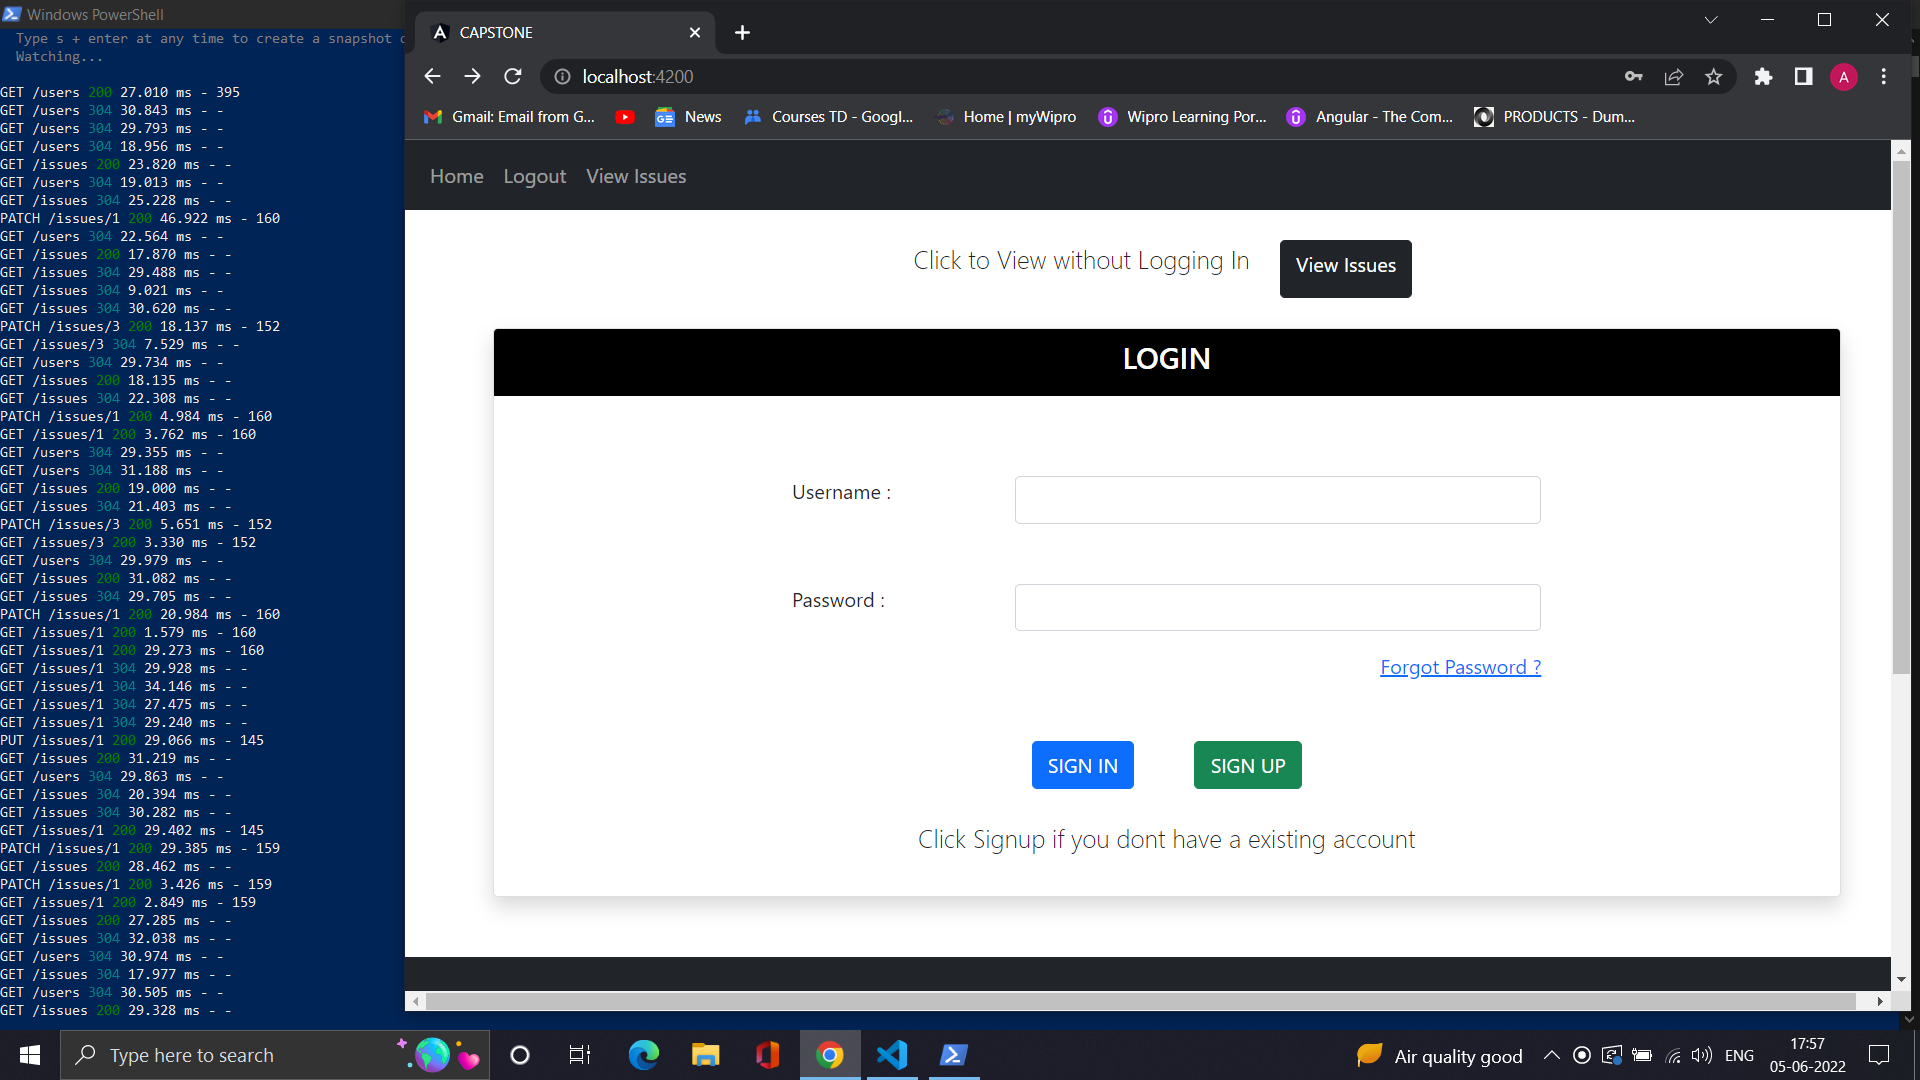 Windows PowerShell
Type s + enter at any time to create a snapshot
Watching...
GET /users 200 27.010 ms - 395
GET /users 304 30.843 ms - -
GET /users 304 29.793 ms - -
GET /users 304 18.956 ms - -
GET /issues 200 23.820 ms - -
GET /users 304 19.013 ms - -
GET /issues 304 25.228 ms - -
PATCH /issues/1 200 46.922 ms - 160
GET /users 304 22.564 ms - -
GET /issues 200 17.870 ms - -
GET /issues 304 29.488 ms - -
GET /issues 304 9.021 ms - -
GET /issues 304 30.620 ms - -
PATCH /issues/3 200 18.137 ms - 152
GET /issues/3 304 7.529 ms - -
GET /users 304 29.734 ms - -
GET /issues 200 18.135 ms - -
GET /issues 304 22.308 ms - -
PATCH /issues/1 200 4.984 ms - 160
GET /issues/1 200 3.762 ms - 160
GET /users 304 29.355 ms - -
GET /users 304 31.188 ms - -
GET /issues 200 19.000 ms - -
GET /issues 304 21.403 ms - -
PATCH /issues/3 200 5.651 ms - 152
GET /issues/3 200 3.330 ms - 152
GET /users 304 29.979 ms - -
GET /issues 200 31.082 ms - -
GET /issues 304 29.705 ms - -
PATCH /issues/1 200 20.984 ms - 160
GET /issues/1 200 1.579 ms - 160
GET /issues/1 200 29.273 ms - 160
GET /issues/1 304 29.928 ms - -
GET /issues/1 304 34.146 ms - -
GET /issues/1 304 27.475 ms - -
GET /issues/1 304 29.240 ms - -
PUT /issues/1 200 29.066 ms - 145
GET /issues 200 31.219 ms - -
GET /users 304 29.863 ms - -
GET /issues 304 20.394 ms - -
GET /issues 304 30.282 ms - -
GET /issues/1 200 29.402 ms - 145
PATCH /issues/1 200 29.385 ms - 159
GET /issues 200 28.462 ms - -
PATCH /issues/1 200 3.426 ms - 159
GET /issues/1 200 2.849 ms - 159
GET /issues 200 27.285 ms - -
GET /issues 304 32.038 ms - -
GET /users 304 30.974 ms - -
GET /issues 304 17.977 ms - -
GET /users 304 30.505 ms - -
GET /issues 200 29.328 ms - -
CAPSTONE
localhost:4200
A
Gmail: Email from G... News Courses TD - Googl... Home | myWipro Wipro Learning Por... Angular - The Com... PRODUCTS - Dum...
Home Logout View Issues
Click to View without Logging In View Issues
LOGIN
Username :
Password :
Forgot Password ?
SIGN IN SIGN UP
Click Signup if you dont have a existing account
Type here to search
Air quality good
ENG
17:57
05-06-2022